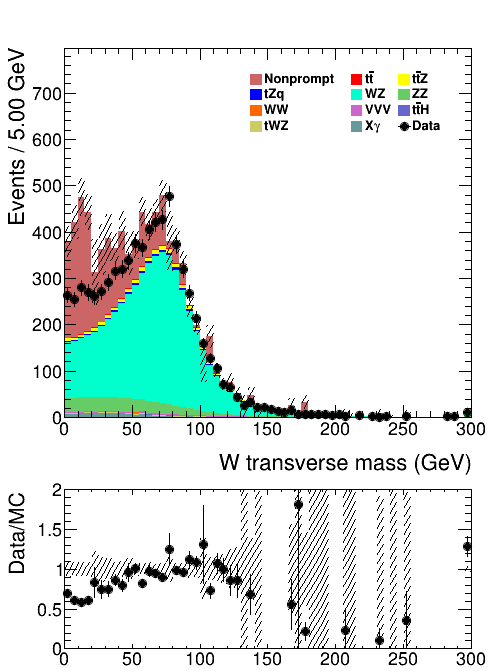 Events / 5.00 GeV
700
600
500
400
300
200
100
0
Nonprompt tt̄ tt̄Z
tZq WZ ZZ
WW VVV tt̄H
tWZ Xγ Data
0 50 100 150 200 250 300
W transverse mass (GeV)
Data/MC
2
1.5
1
0.5
0
0 50 100 150 200 250 300